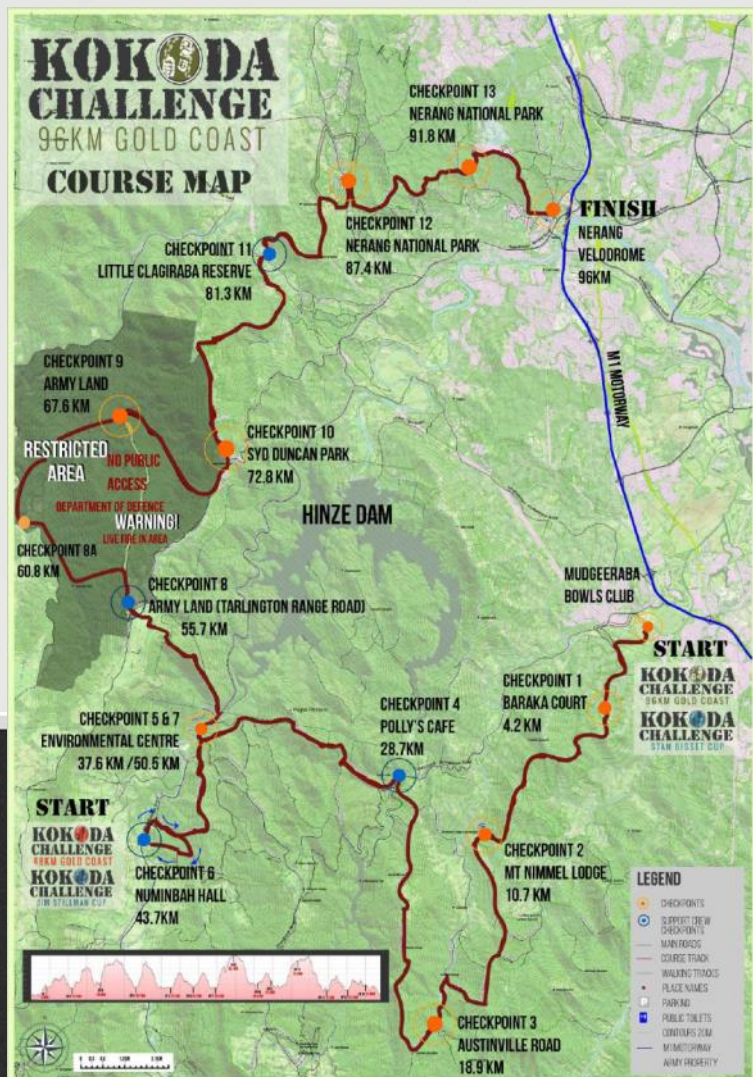 KOKODA
CHALLENGE
96KM GOLD COAST
COURSE MAP
CHECKPOINT 13
NERANG NATIONAL PARK
91.8 KM
FINISH
NERANG
VELODROME
96KM
CHECKPOINT 12
NERANG NATIONAL PARK
87.4 KM
CHECKPOINT 11
LITTLE CLAGIRABA RESERVE
81.3 KM
M1 MOTORWAY
CHECKPOINT 9
ARMY LAND
67.6 KM
CHECKPOINT 10
SYD DUNCAN PARK
72.8 KM
RESTRICTED
AREA
NO PUBLIC
ACCESS
DEPARTMENT OF DEFENCE
WARNING!
LIVE FIRE IN AREA
HINZE DAM
CHECKPOINT 8A
60.8 KM
CHECKPOINT 8
ARMY LAND (TARLINGTON RANGE ROAD)
55.7 KM
MUDGEERABA
BOWLS CLUB
START
KOKODA
CHALLENGE
96KM GOLD COAST
KOKODA
CHALLENGE
STAN BISSET CUP
CHECKPOINT 1
BARAKA COURT
4.2 KM
CHECKPOINT 4
POLLY'S CAFE
28.7KM
CHECKPOINT 5 & 7
ENVIRONMENTAL CENTRE
37.6 KM /50.5 KM
START
KOKODA
CHALLENGE
48KM GOLD COAST
KOKODA
CHALLENGE
JIM STILLMAN CUP
CHECKPOINT 6
NUMINBAH HALL
43.7KM
CHECKPOINT 2
MT NIMMEL LODGE
10.7 KM
CHECKPOINT 3
AUSTINVILLE ROAD
18.9 KM
LEGEND
CHECKPOINTS
SUPPORT CREW
CHECKPOINTS
MAIN ROADS
COURSE TRACK
WALKING TRACKS
PLACE NAMES
PARKING
PUBLIC TOILETS
CONTOURS 20M
M1 MOTORWAY
ARMY PROPERTY